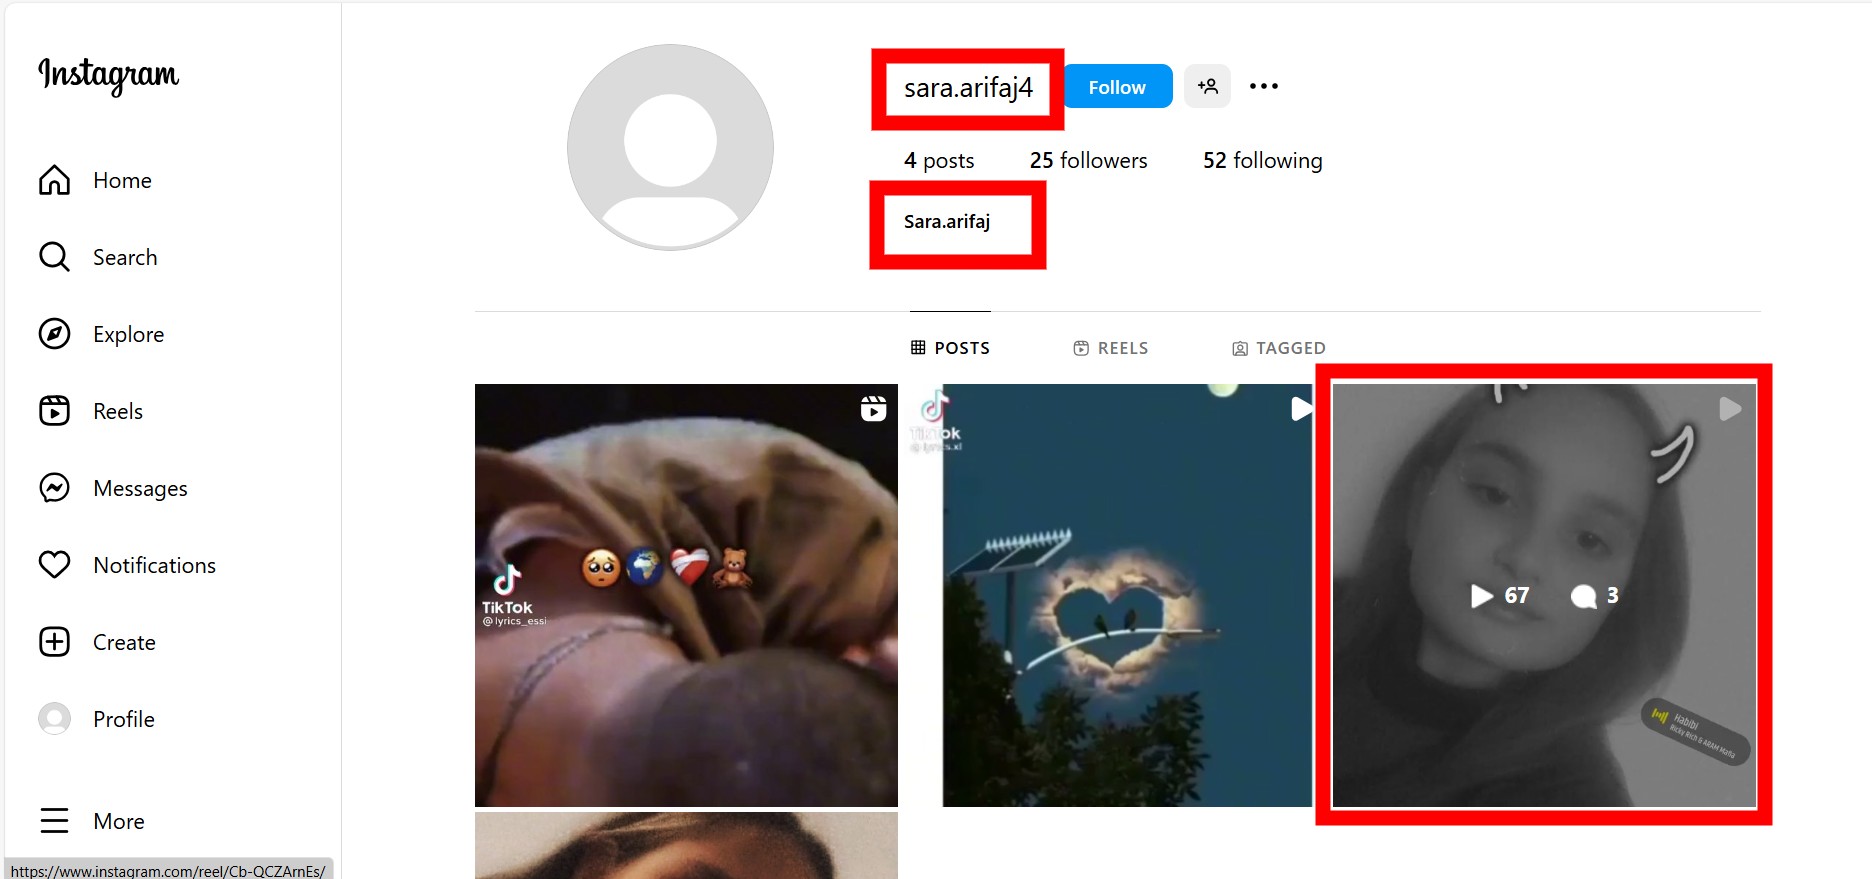 Instagram
Home
Search
Explore
Reels
Messages
Notifications
Create
Profile
More
https://www.instagram.com/reel/Cb-QCZArnEs/
sara.arifaj4
Follow
4 posts 25 followers 52 following
Sara.arifaj
POSTS REELS TAGGED
TikTok
@lyrics_essi
TikTok
67 3
Habibi
Ricky Rich & ARAM Mafia